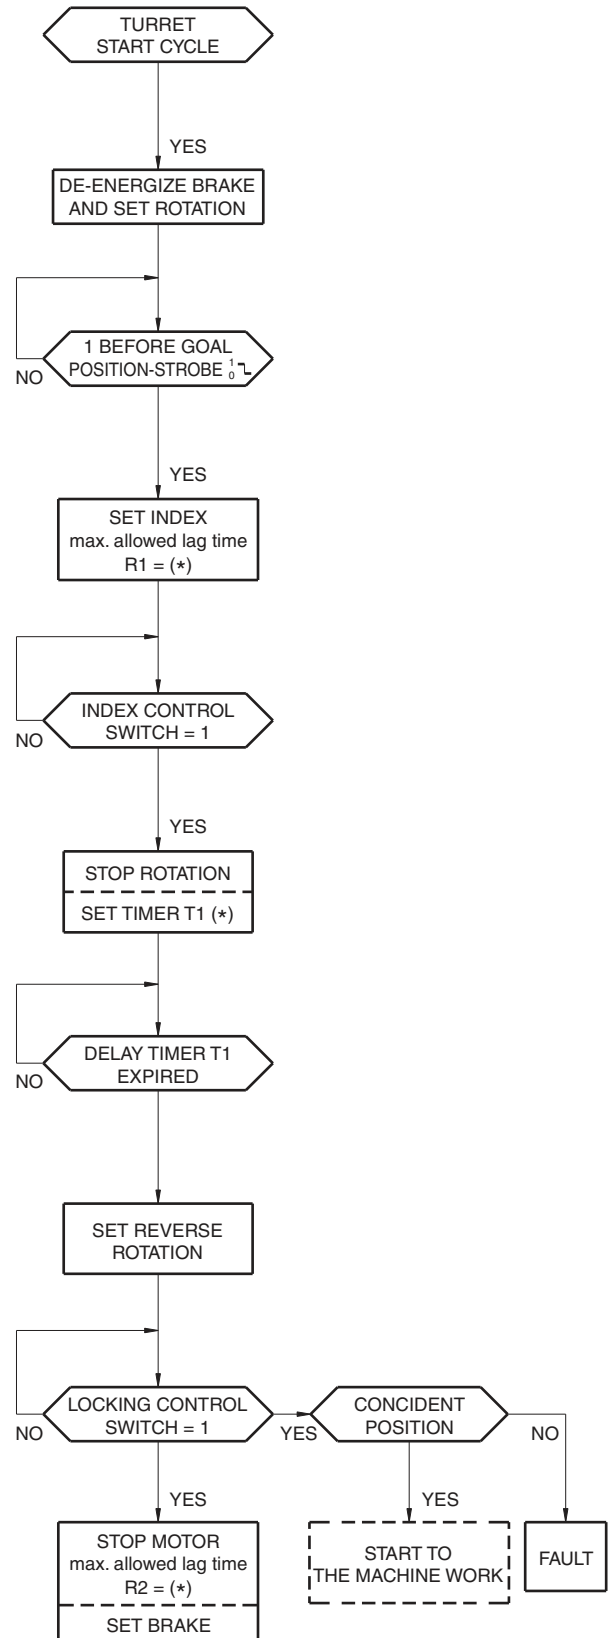 TURRET
START CYCLE
YES
DE-ENERGIZE BRAKE
AND SET ROTATION
1 BEFORE GOAL
POSITION-STROBE 1 0
NO
YES
SET INDEX
max. allowed lag time
R1 = (*)
INDEX CONTROL
SWITCH = 1
NO
YES
STOP ROTATION
SET TIMER T1 (*)
DELAY TIMER T1
EXPIRED
NO
SET REVERSE
ROTATION
LOCKING CONTROL
SWITCH = 1
NO
YES
CONCIDENT
POSITION
NO
YES
YES
STOP MOTOR
max. allowed lag time
R2 = (*)
SET BRAKE
START TO
THE MACHINE WORK
FAULT